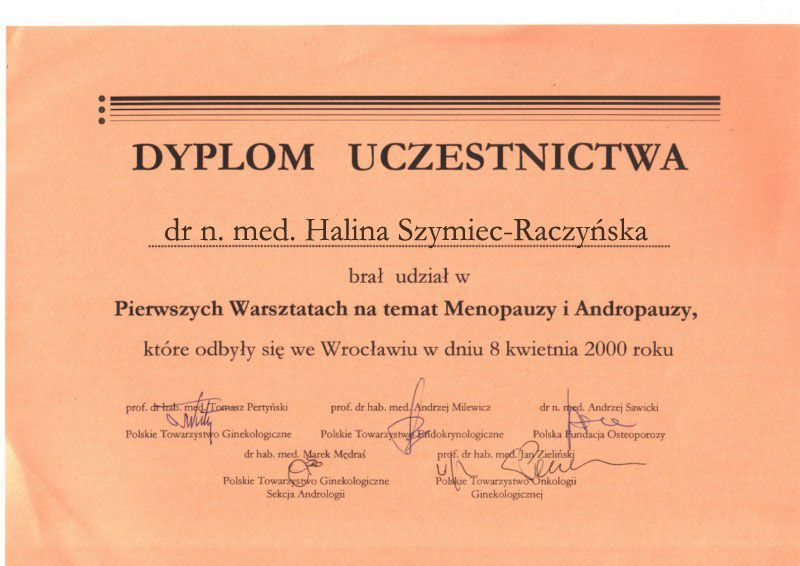 DYPLOM UCZESTNICTWA
dr n. med. Halina Szymiec-Raczyńska
brał udział w
Pierwszych Warsztatach na temat Menopauzy i Andropauzy,
które odbyły się we Wrocławiu w dniu 8 kwietnia 2000 roku
prof. dr hab. med. Tomasz Pertyński
Polskie Towarzystwo Ginekologiczne
prof. dr hab. med. Andrzej Milewicz
Polskie Towarzystwo Endokrynologiczne
dr n. med. Andrzej Sawicki
Polska Fundacja Osteoporozy
dr hab. med. Marek Mędraś
Polskie Towarzystwo Ginekologiczne
Sekcja Andrologii
prof. dr hab. med. Jan Zieliński
Polskie Towarzystwo Onkologii
Ginekologicznej